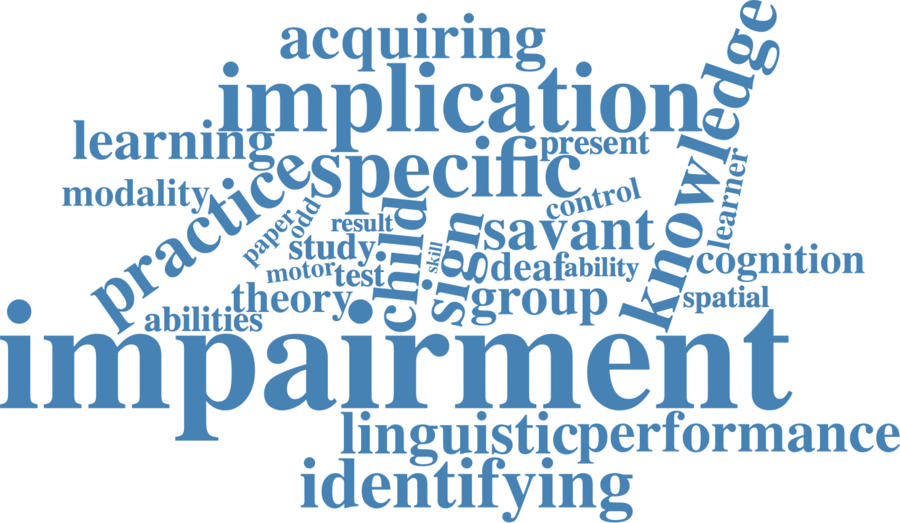 acquiring
knowledge
implication
learning
present
specific
practice
learner
modality
control
child
odd
paper
result
sign
savant
study
skill
cognition
motor
test
deaf
ability
theory
group
spatial
abilities
impairment
linguistic
performance
identifying